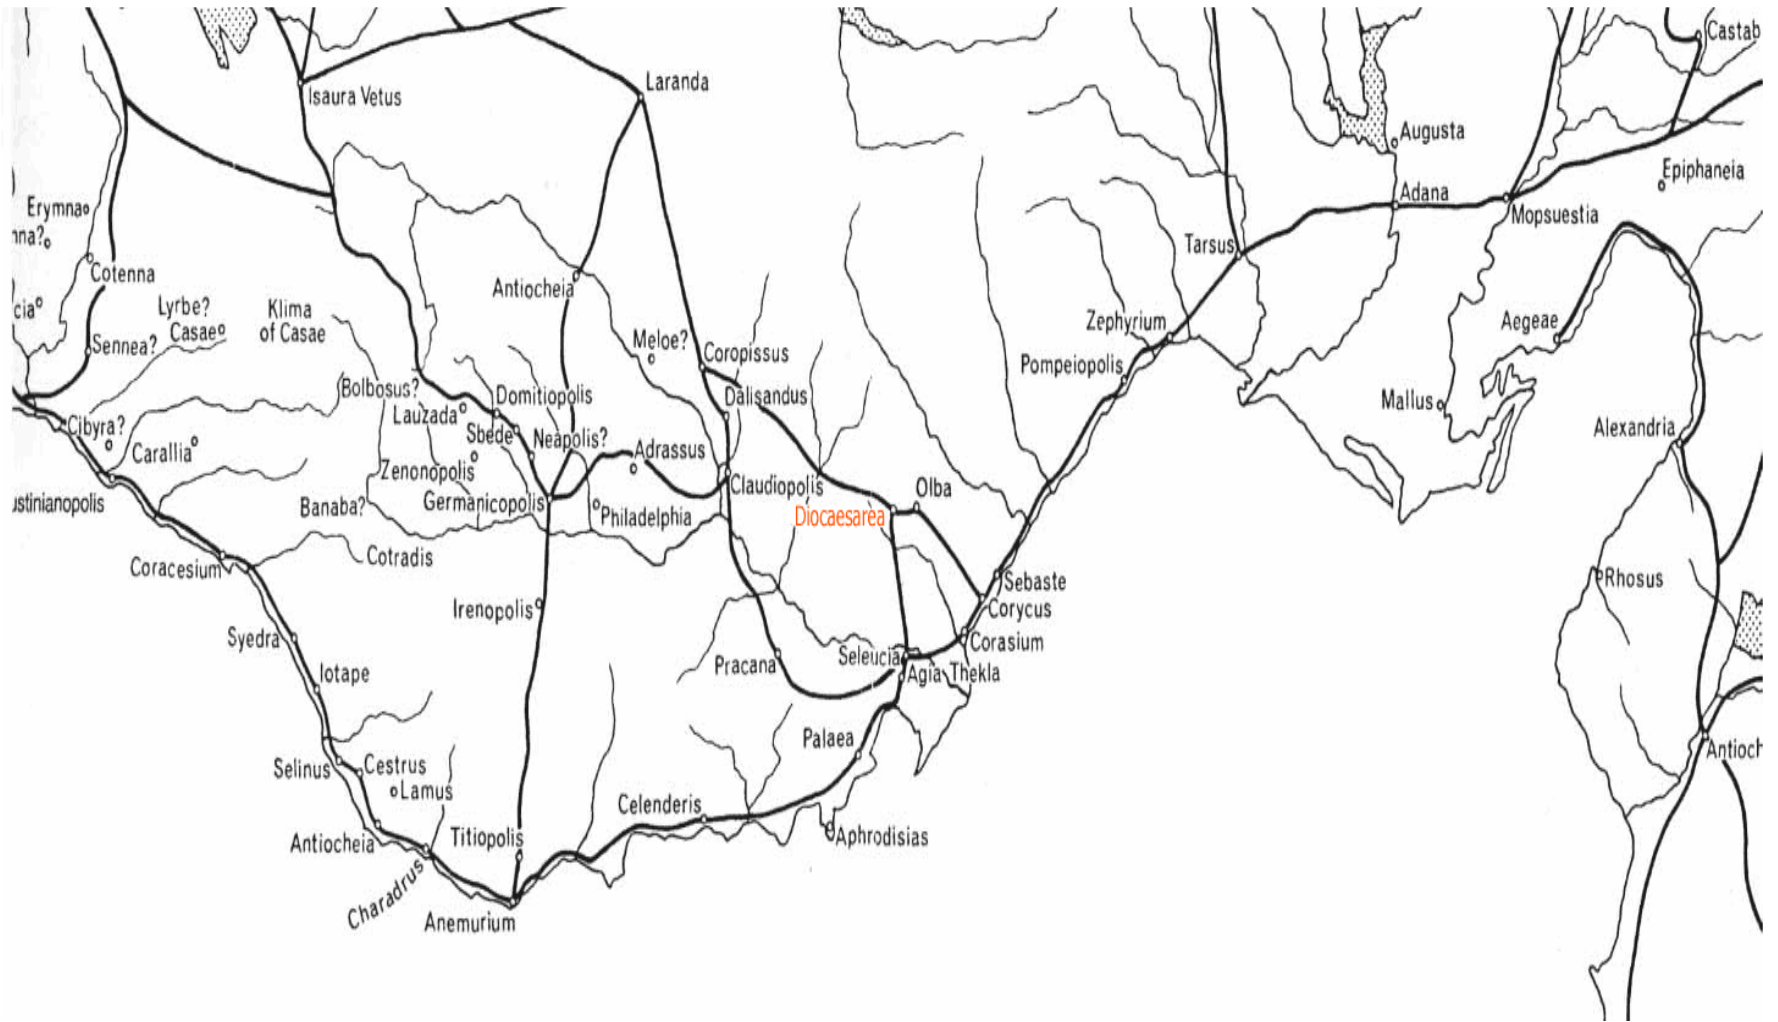 Castab
Laranda
Isaura Vetus
Augusta
Epiphaneia
Adana
Erymna
nna?
Mopsuestia
Tarsus
Cotenna
Antiocheia
cia
Lyrbe?
Casae
Klima
of Casae
Zephyrium
Aegeae
Sennea?
Meloe?
Coropissus
Pompeiopolis
Bolbosus?
Domitiopolis
Dalisandus
Mallus
Lauzada
Cibyra?
Sbede
Neapolis?
Alexandria
Carallia
Adrassus
Zenonopolis
Claudiopolis
Olba
ustinianopolis
Banaba?
Germanicopolis
Philadelphia
Diocaesarea
Cotradis
Coracesium
Sebaste
Rhosus
Irenopolis
Corycus
Syedra
Corasium
Seleucia
Pracana
Agia Thekla
Iotape
Palaea
Antioch
Selinus
Cestrus
Lamus
Celenderis
Titiopolis
Aphrodisias
Antiocheia
Charadrus
Anemurium